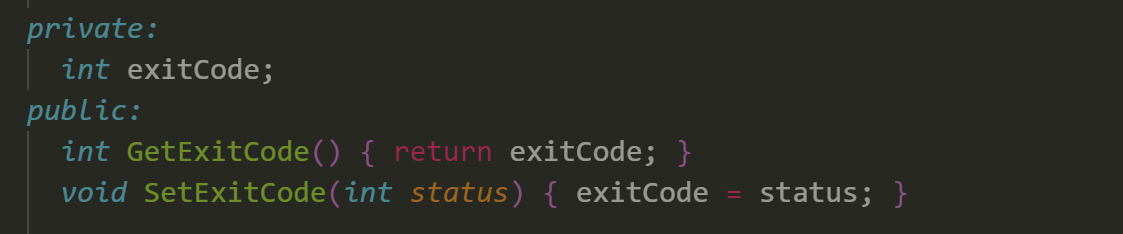 private:
int exitCode;
public:
int GetExitCode() { return exitCode; }
void SetExitCode(int status) { exitCode = status; }